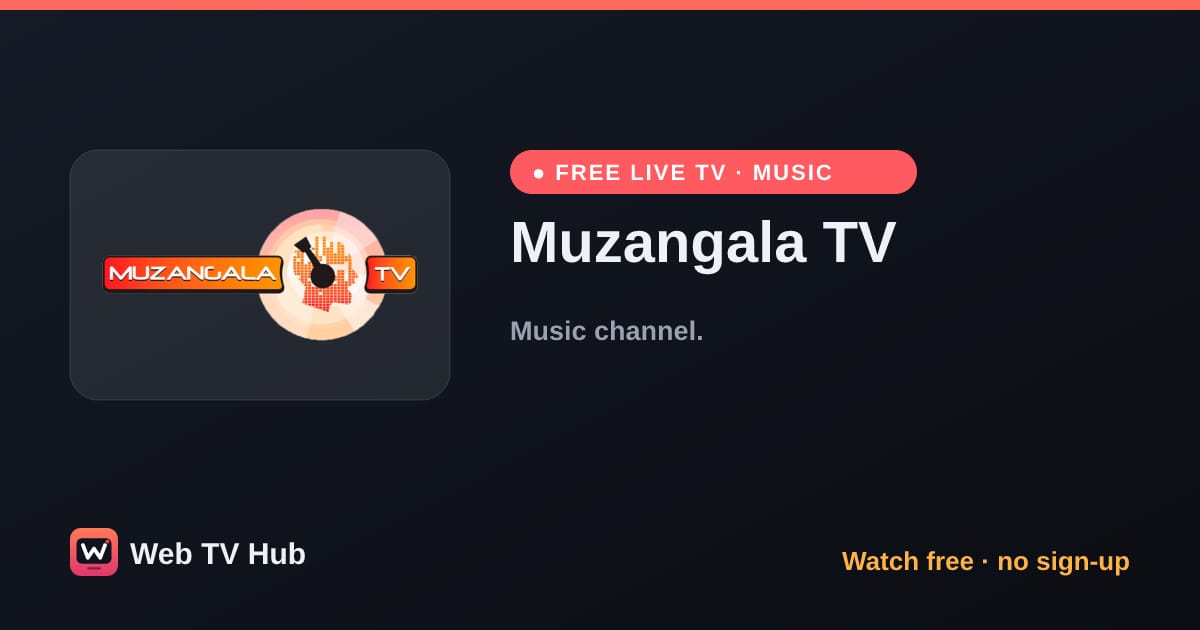 MUZANGALA TV
• FREE LIVE TV · MUSIC
Muzangala TV
Music channel.
W Web TV Hub
Watch free · no sign-up